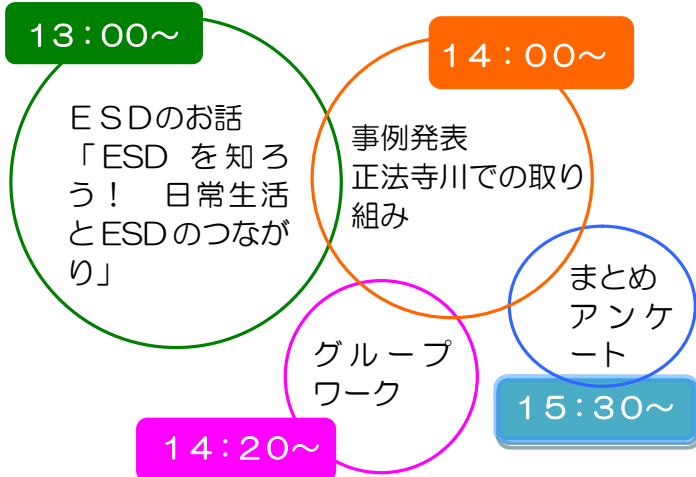 13：00～
ＥＳＤのお話
「ESD を知ろ
う！　日常生活
とESDのつなが
り」
14：00～
事例発表
正法寺川での取り
組み
14：20～
グループ
ワーク
まとめ
アンケ
ート
15：30～